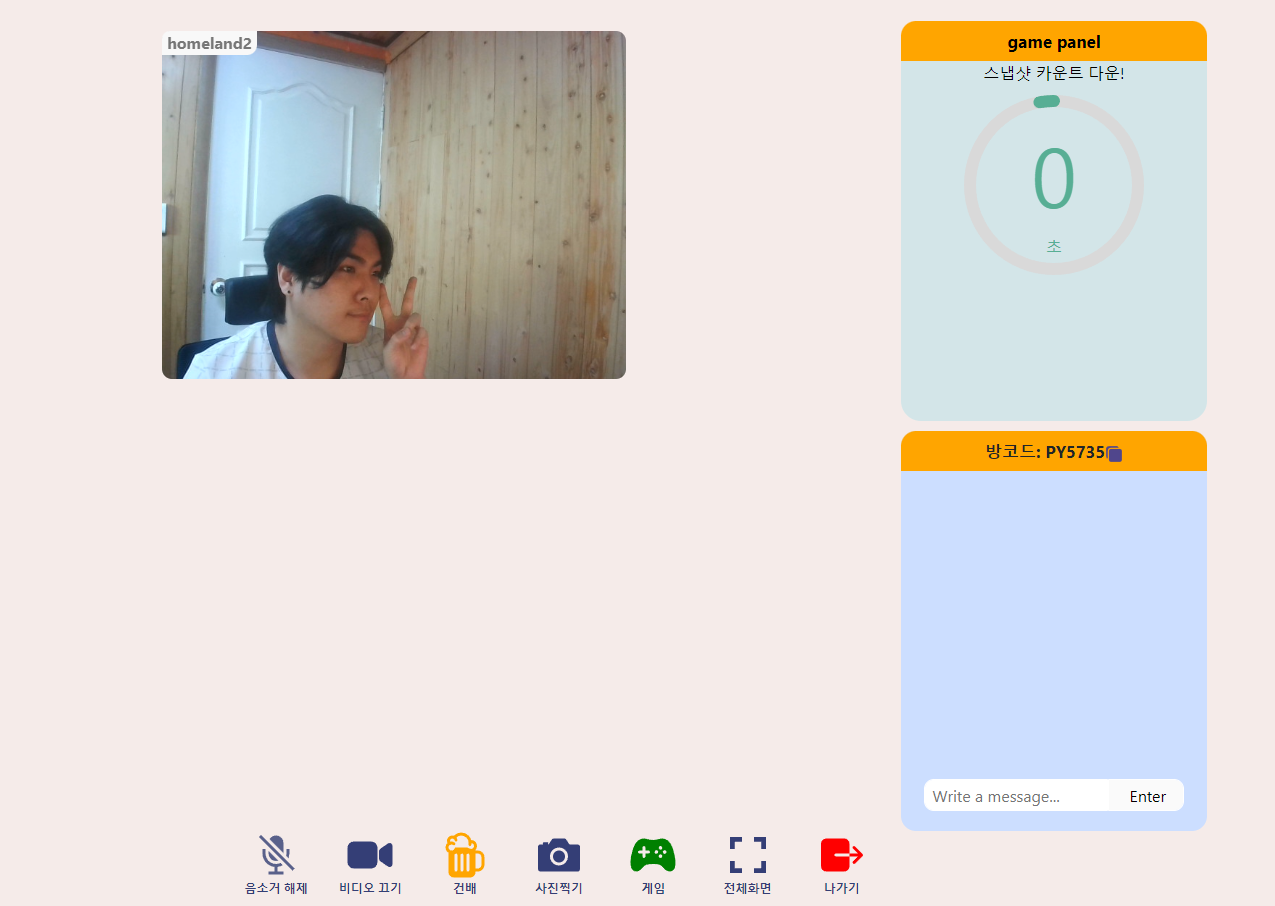 homeland2
game panel
스냅샷 카운트 다운!
0
초
방코드: PY5735
Write a message...
Enter
음소거 해제
비디오 끄기
건배
사진찍기
게임
전체화면
나가기